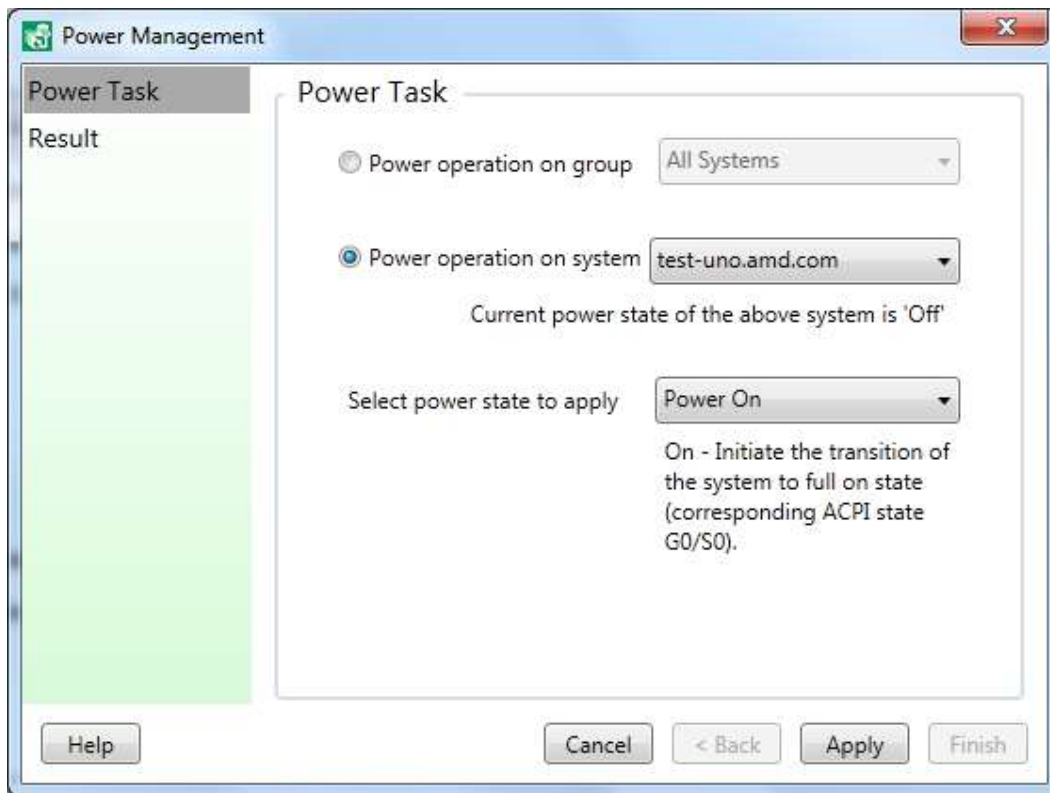 Power Management
Power Task
Result
Power Task
Power operation on group
All Systems
Power operation on system
test-uno.amd.com
Current power state of the above system is 'Off'
Select power state to apply
Power On
On - Initiate the transition of
the system to full on state
(corresponding ACPI state
G0/S0).
Help
Cancel
< Back
Apply
Finish